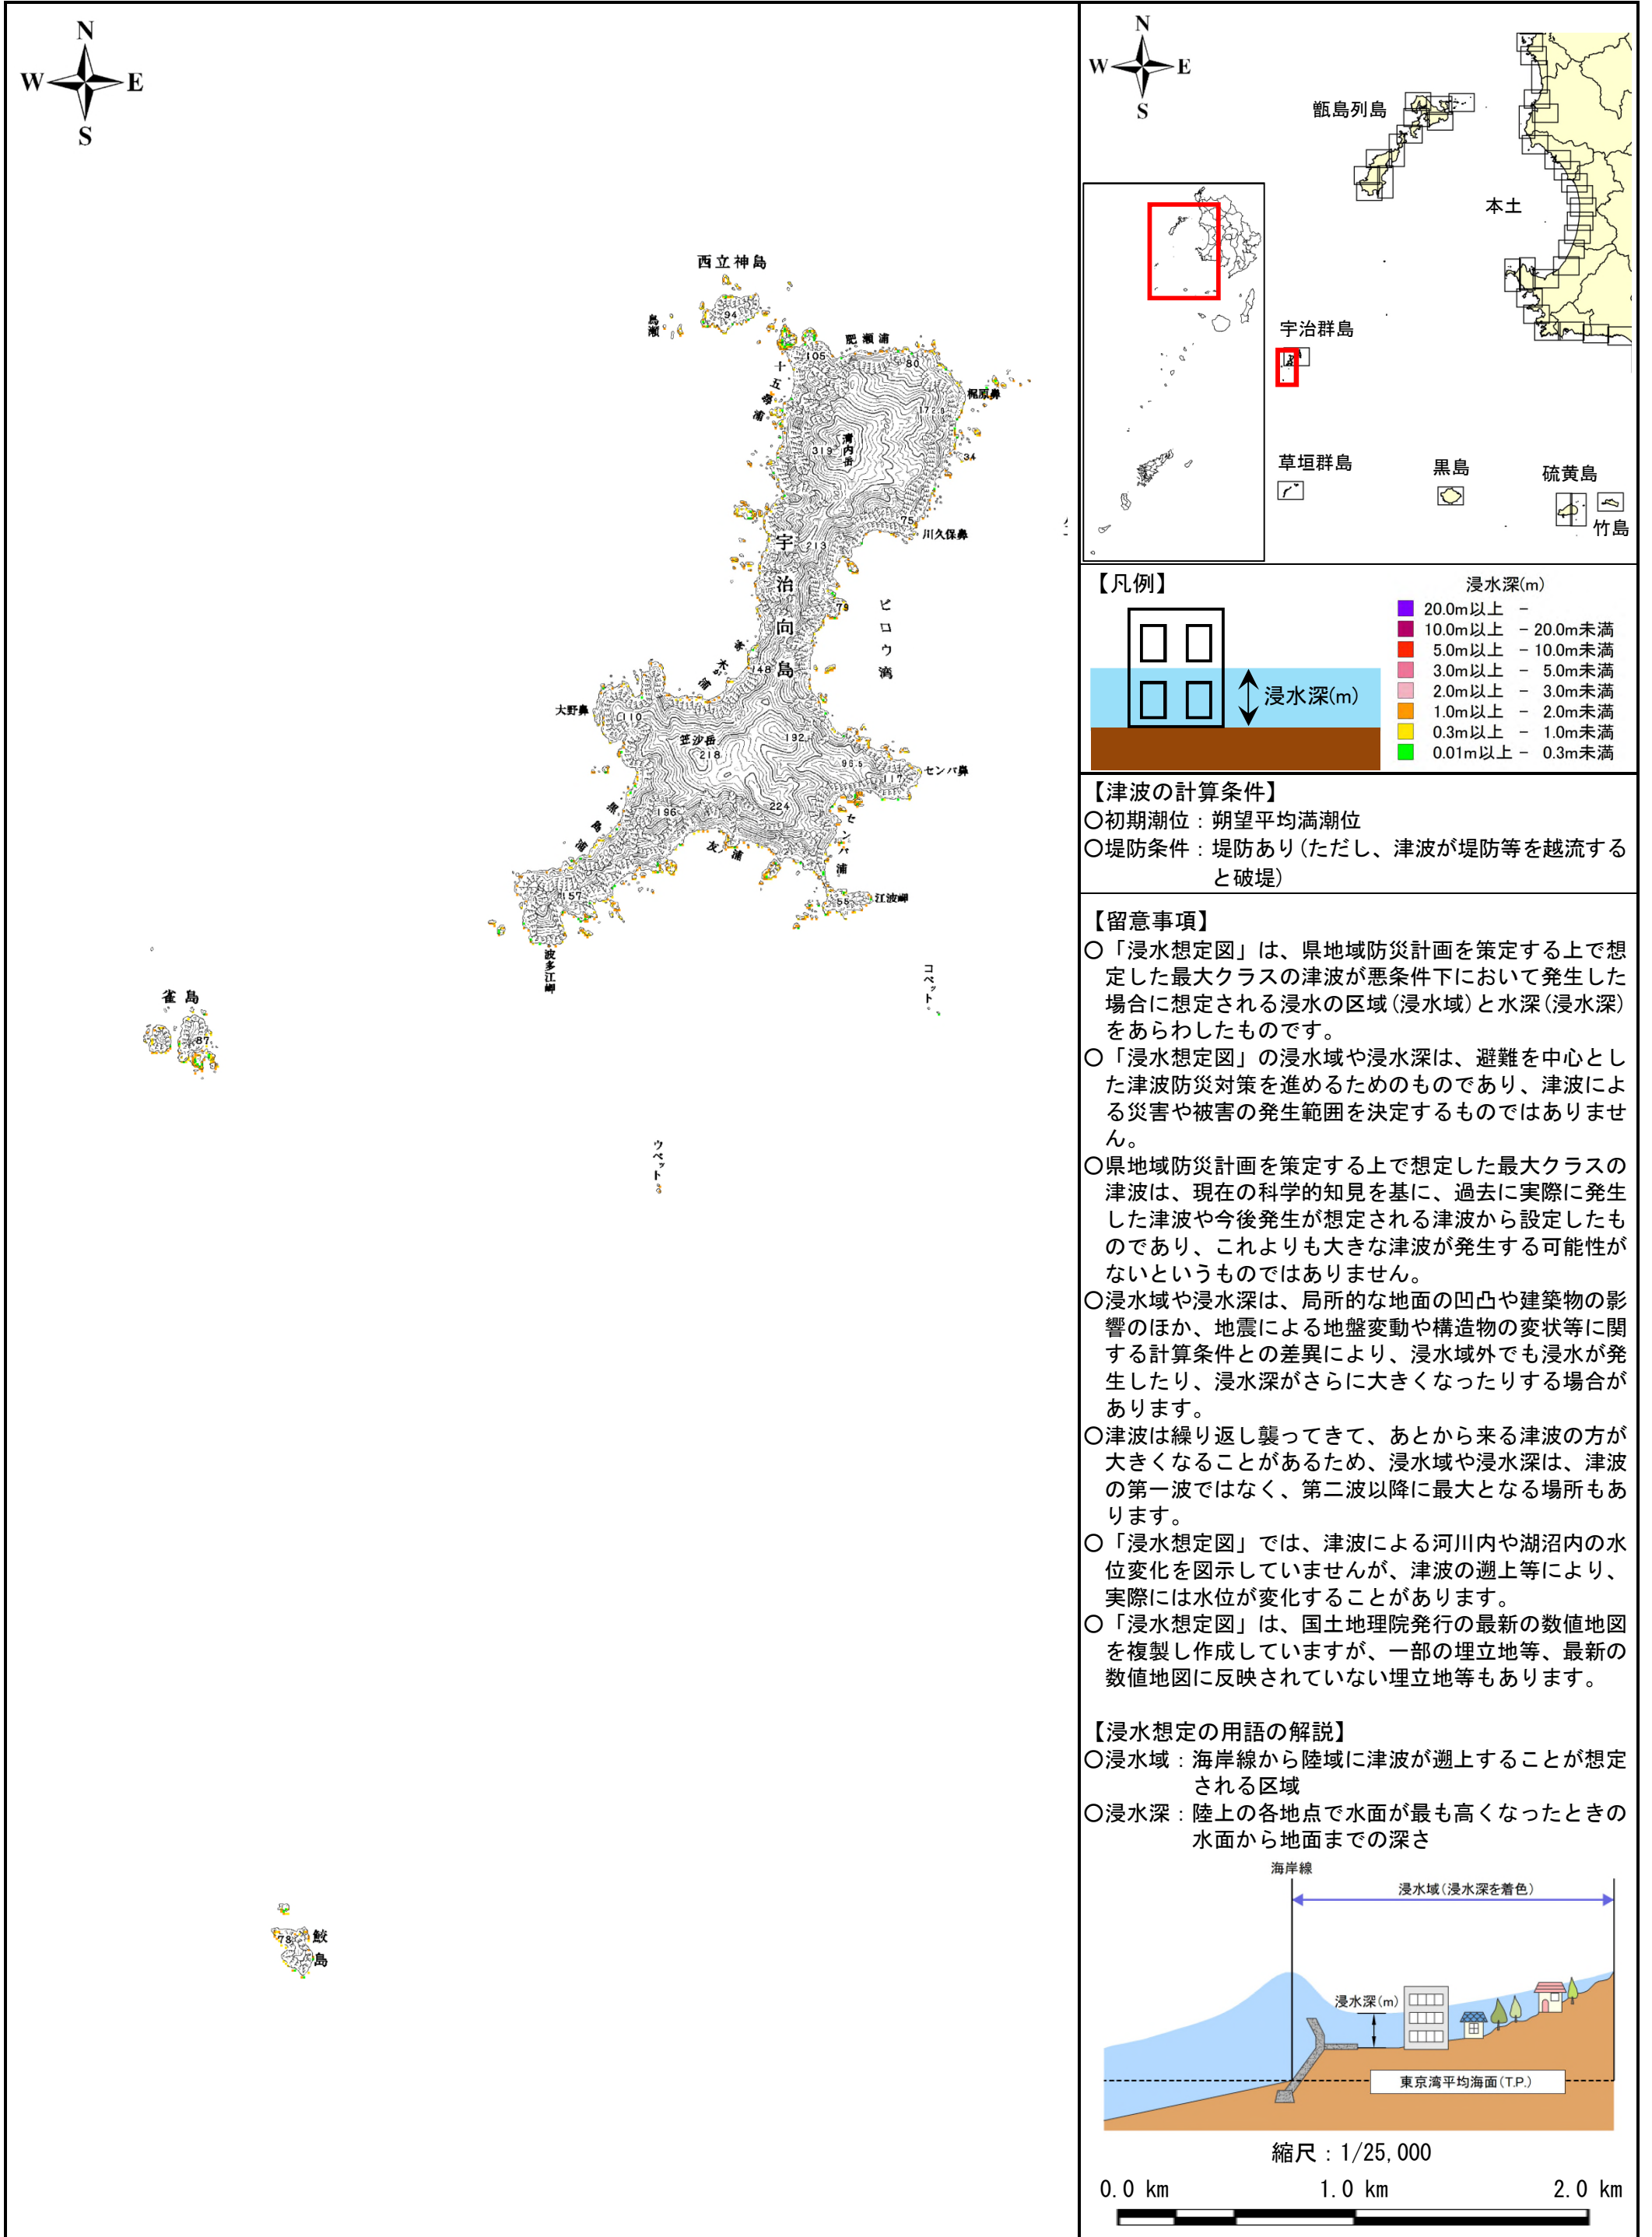 N
W E
S
西立神島
鳥瀬
94
105
肥瀬浦
80
梶原鼻
172.9
319
清内岳
34
75
川久保鼻
213
宇治向島
79
ビロウ湾
148
大野鼻
110
笠沙岳
218
192
96.5
117
センバ鼻
196
224
センバ浦
友浦
157
55
江波岬
波多江岬
コベット
雀島
87
ウベット
78
鮫島
N
W E
S
甑島列島
本土
宇治群島
草垣群島
黒島
硫黄島
竹島
【凡例】
浸水深(m)
浸水深(m)
20.0m以上 －
10.0m以上 － 20.0m未満
5.0m以上 － 10.0m未満
3.0m以上 － 5.0m未満
2.0m以上 － 3.0m未満
1.0m以上 － 2.0m未満
0.3m以上 － 1.0m未満
0.01m以上 － 0.3m未満
【津波の計算条件】
○初期潮位：朔望平均満潮位
○堤防条件：堤防あり(ただし、津波が堤防等を越流する
と破堤)
【留意事項】
○「浸水想定図」は、県地域防災計画を策定する上で想
定した最大クラスの津波が悪条件下において発生した
場合に想定される浸水の区域(浸水域)と水深(浸水深)
をあらわしたものです。
○「浸水想定図」の浸水域や浸水深は、避難を中心とし
た津波防災対策を進めるためのものであり、津波によ
る災害や被害の発生範囲を決定するものではありませ
ん。
○県地域防災計画を策定する上で想定した最大クラスの
津波は、現在の科学的知見を基に、過去に実際に発生
した津波や今後発生が想定される津波から設定したも
のであり、これよりも大きな津波が発生する可能性が
ないというものではありません。
○浸水域や浸水深は、局所的な地面の凹凸や建築物の影
響のほか、地震による地盤変動や構造物の変状等に関
する計算条件との差異により、浸水域外でも浸水が発
生したり、浸水深がさらに大きくなったりする場合が
あります。
○津波は繰り返し襲ってきて、あとから来る津波の方が
大きくなることがあるため、浸水域や浸水深は、津波
の第一波ではなく、第二波以降に最大となる場所もあ
ります。
○「浸水想定図」では、津波による河川内や湖沼内の水
位変化を図示していませんが、津波の遡上等により、
実際には水位が変化することがあります。
○「浸水想定図」は、国土地理院発行の最新の数値地図
を複製し作成していますが、一部の埋立地等、最新の
数値地図に反映されていない埋立地等もあります。
【浸水想定の用語の解説】
○浸水域：海岸線から陸域に津波が遡上することが想定
される区域
○浸水深：陸上の各地点で水面が最も高くなったときの
水面から地面までの深さ
海岸線
浸水域(浸水深を着色)
浸水深(m)
東京湾平均海面(T.P.)
縮尺：1/25,000
0.0 km 1.0 km 2.0 km